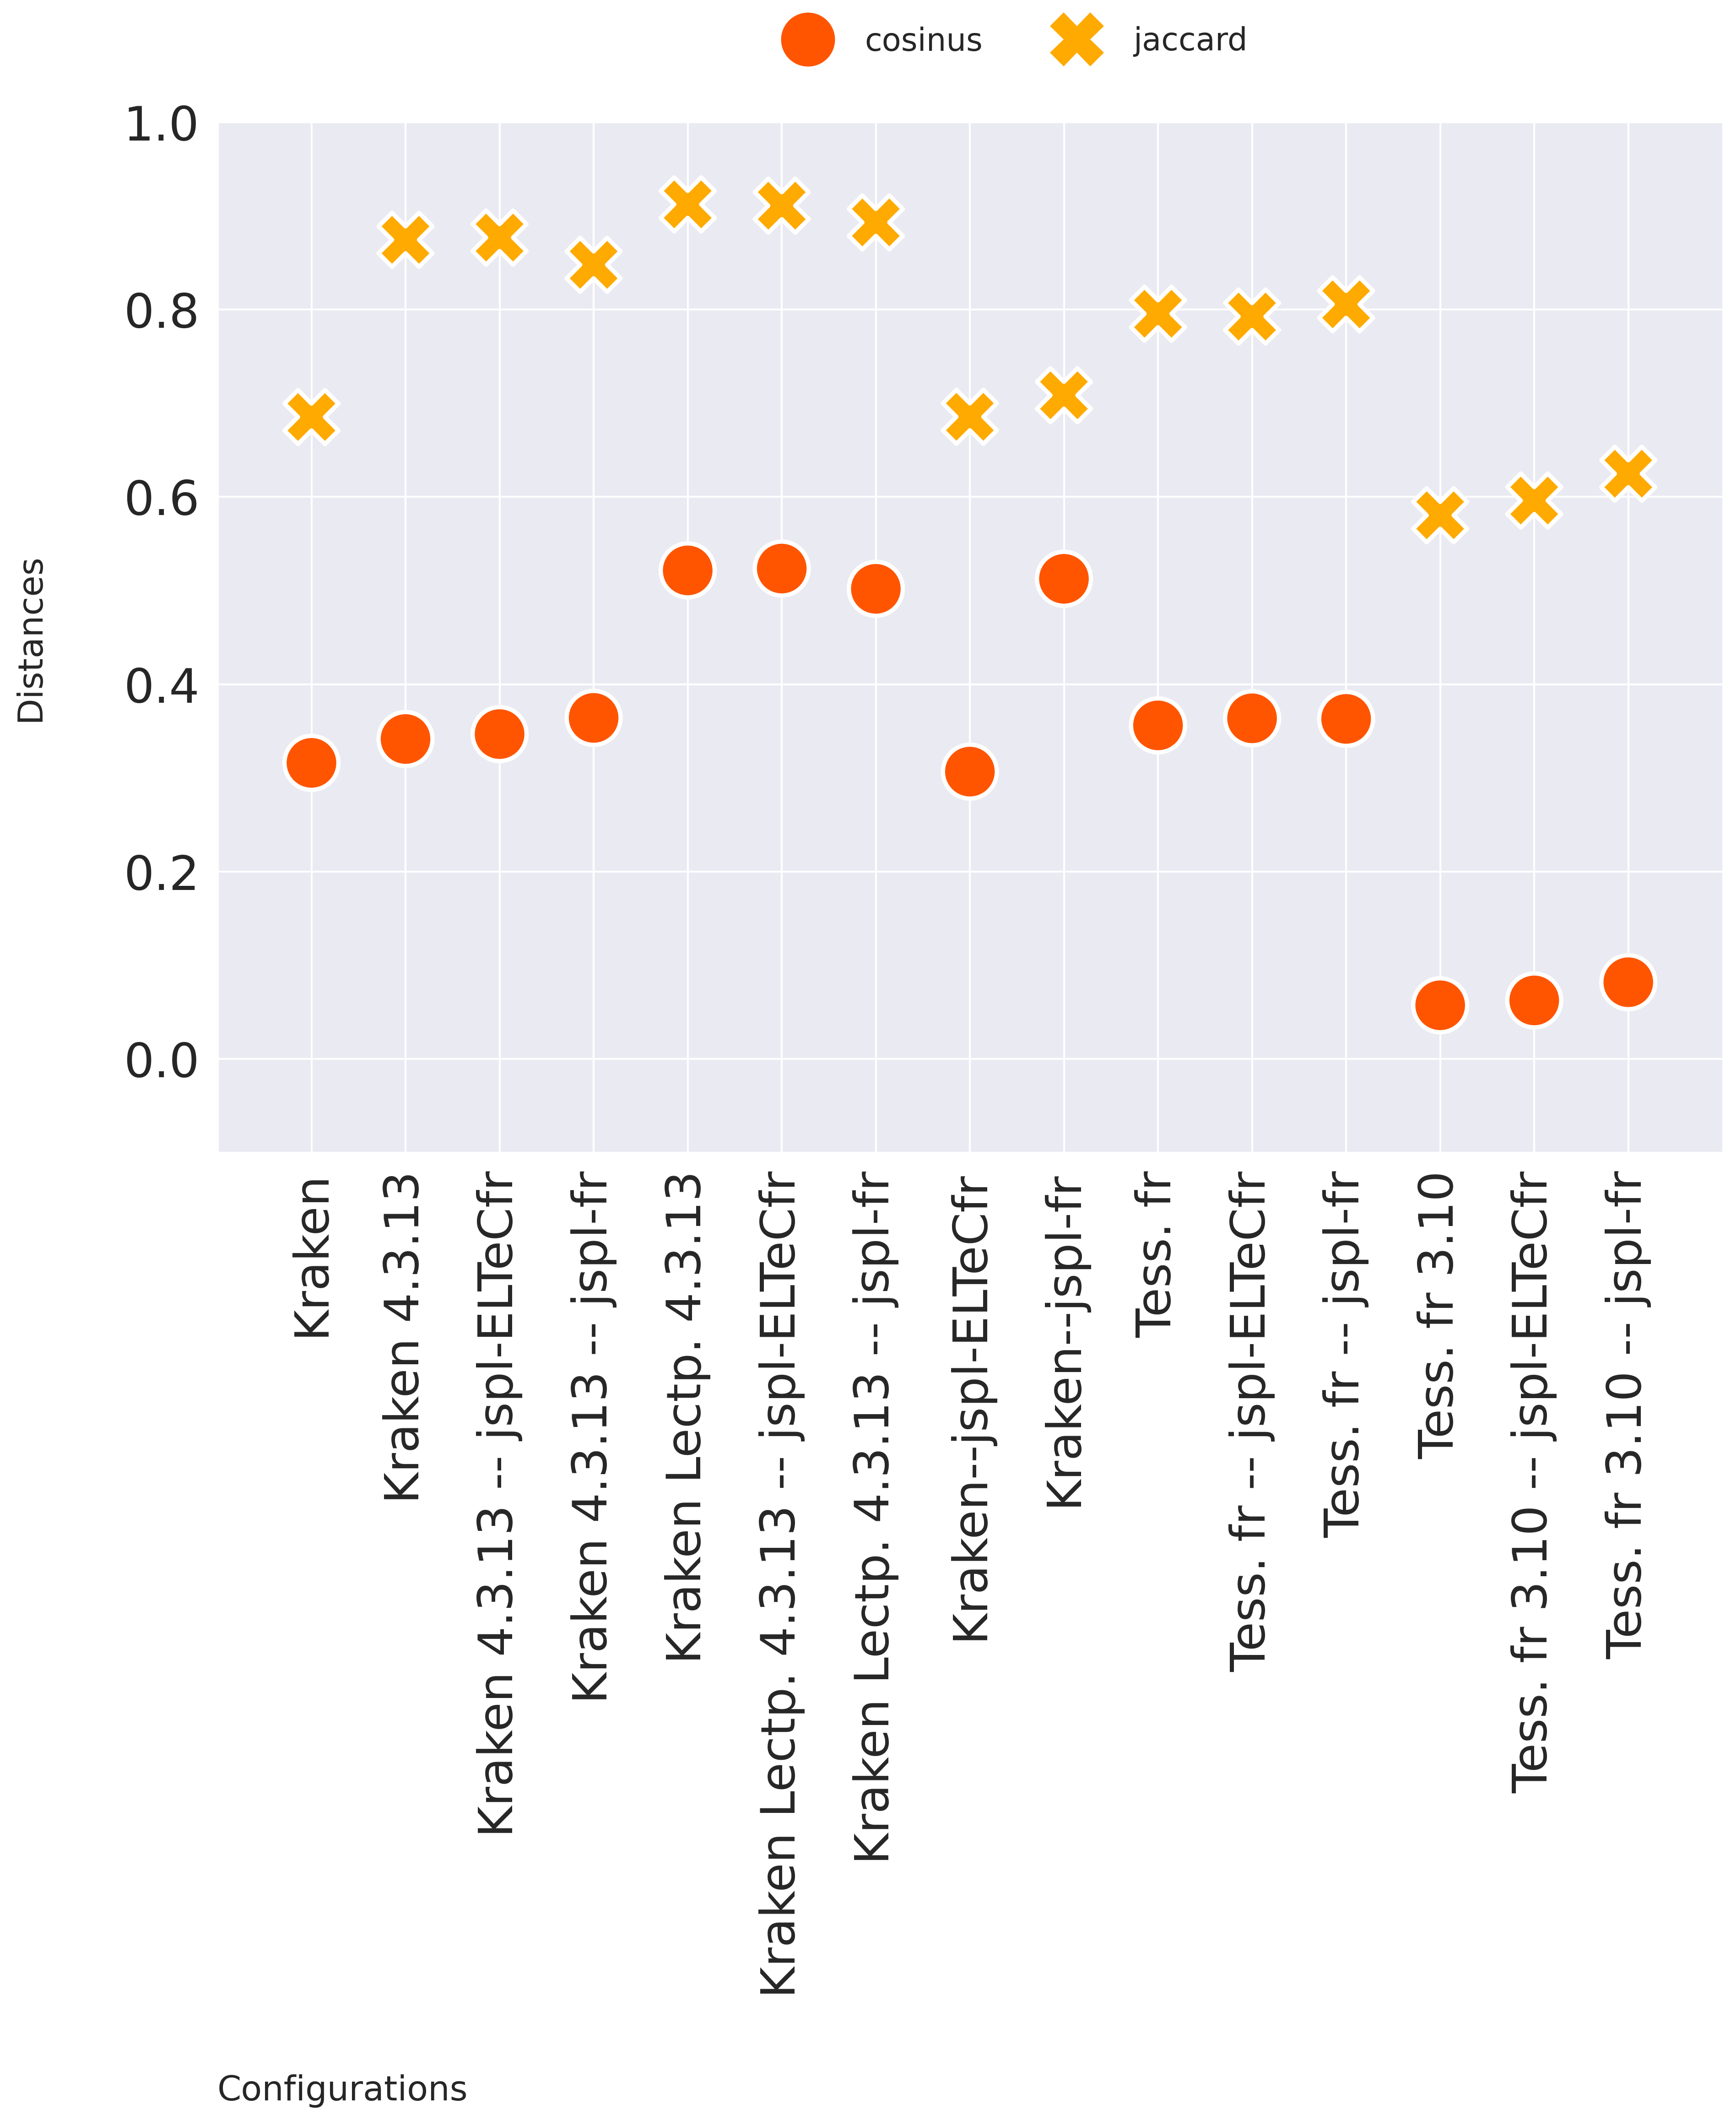 cosinus jaccard
1.0
0.8
0.6
0.4
0.2
0.0
Distances
Kraken
Kraken 4.3.13
Kraken 4.3.13 -- jspl-ELTeCfr
Kraken 4.3.13 -- jspl-fr
Kraken Lectp. 4.3.13
Kraken Lectp. 4.3.13 -- jspl-ELTeCfr
Kraken Lectp. 4.3.13 -- jspl-fr
Kraken--jspl-ELTeCfr
Kraken--jspl-fr
Tess. fr
Tess. fr -- jspl-ELTeCfr
Tess. fr -- jspl-fr
Tess. fr 3.10
Tess. fr 3.10 -- jspl-ELTeCfr
Tess. fr 3.10 -- jspl-fr
Configurations